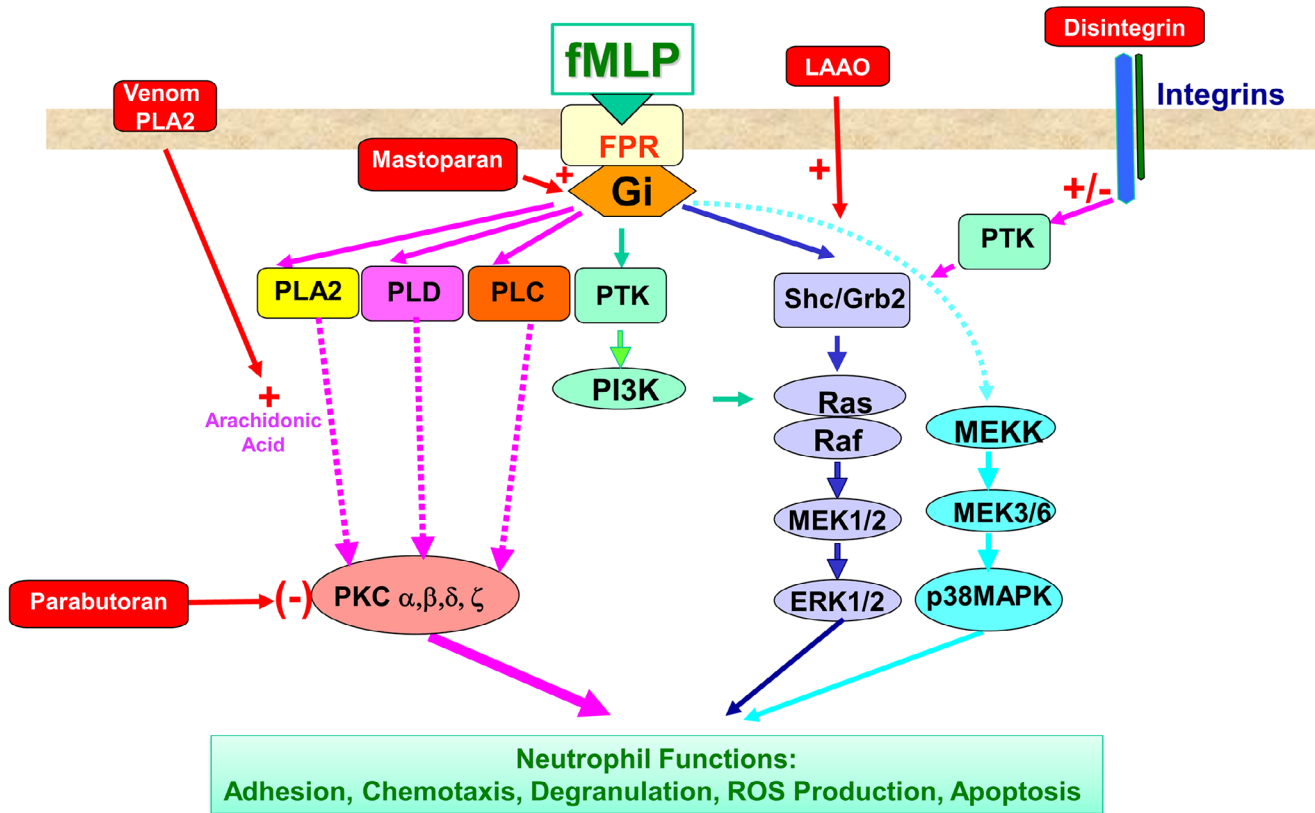 Disintegrin
fMLP
LAAO
Venom
PLA2
Integrins
FPR
Mastoparan
+
Gi
+
+/-
PTK
PLA2
PLD
PLC
PTK
Shc/Grb2
PI3K
Ras
+
Arachidonic
Acid
Raf
MEKK
MEK1/2
MEK3/6
Parabutoran
(-)
PKC α,β,δ, ζ
ERK1/2
p38MAPK
Neutrophil Functions:
Adhesion, Chemotaxis, Degranulation, ROS Production, Apoptosis